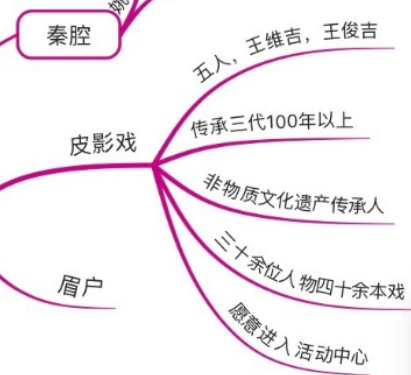 秦腔
五人，王维吉，王俊吉
皮影戏
传承三代100年以上
非物质文化遗产传承人
三十余位人物四十余本戏
眉户
愿意进入活动中心